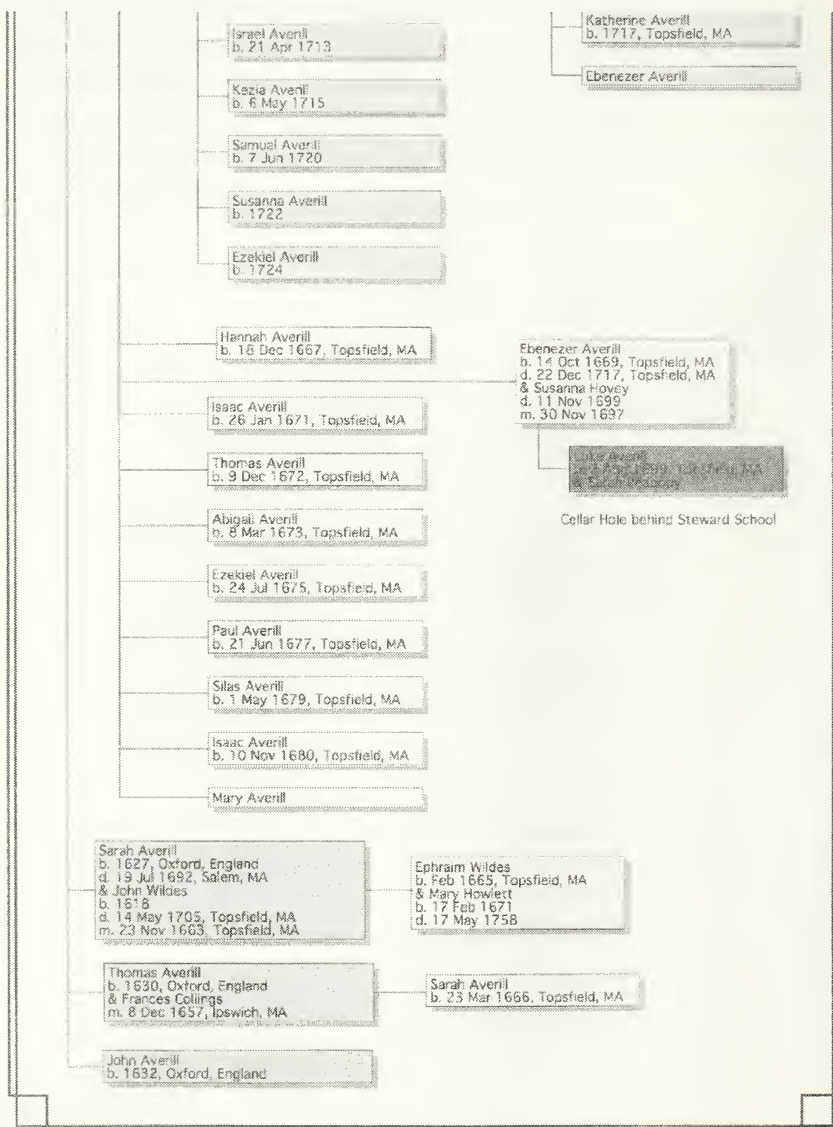 Israel Averill
b. 21 Apr 1713
Kezia Averill
b. 6 May 1715
Samual Averill
b. 7 Jun 1720
Susanna Averill
b. 1722
Ezekiel Averill
b. 1724
Katherine Averill
b. 1717, Topsfield, MA
Ebenezer Averill
Hannah Averill
b. 18 Dec 1667, Topsfield, MA
Ebenezer Averill
b. 14 Oct 1669, Topsfield, MA
d. 22 Dec 1717, Topsfield, MA
& Susanna Hovey
d. 11 Nov 1699
m. 30 Nov 1697
Luke Averill
Topsfield, MA
& Sarah
Cellar Hole behind Steward School
Isaac Averill
b. 26 Jan 1671, Topsfield, MA
Thomas Averill
b. 9 Dec 1672, Topsfield, MA
Abigail Averill
b. 8 Mar 1673, Topsfield, MA
Ezekiel Averill
b. 24 Jul 1675, Topsfield, MA
Paul Averill
b. 21 Jun 1677, Topsfield, MA
Silas Averill
b. 1 May 1679, Topsfield, MA
Isaac Averill
b. 10 Nov 1680, Topsfield, MA
Mary Averill
Sarah Averill
b. 1627, Oxford, England
d. 19 Jul 1692, Salem, MA
& John Wildes
b. 1618
d. 14 May 1705, Topsfield, MA
m. 23 Nov 1663, Topsfield, MA
Ephraim Wildes
b. Feb 1665, Topsfield, MA
& Mary Howlett
b. 17 Feb 1671
d. 17 May 1758
Thomas Averill
b. 1630, Oxford, England
& Frances Collings
m. 8 Dec 1657, Ipswich, MA
Sarah Averill
b. 23 Mar 1666, Topsfield, MA
John Averill
b. 1632, Oxford, England